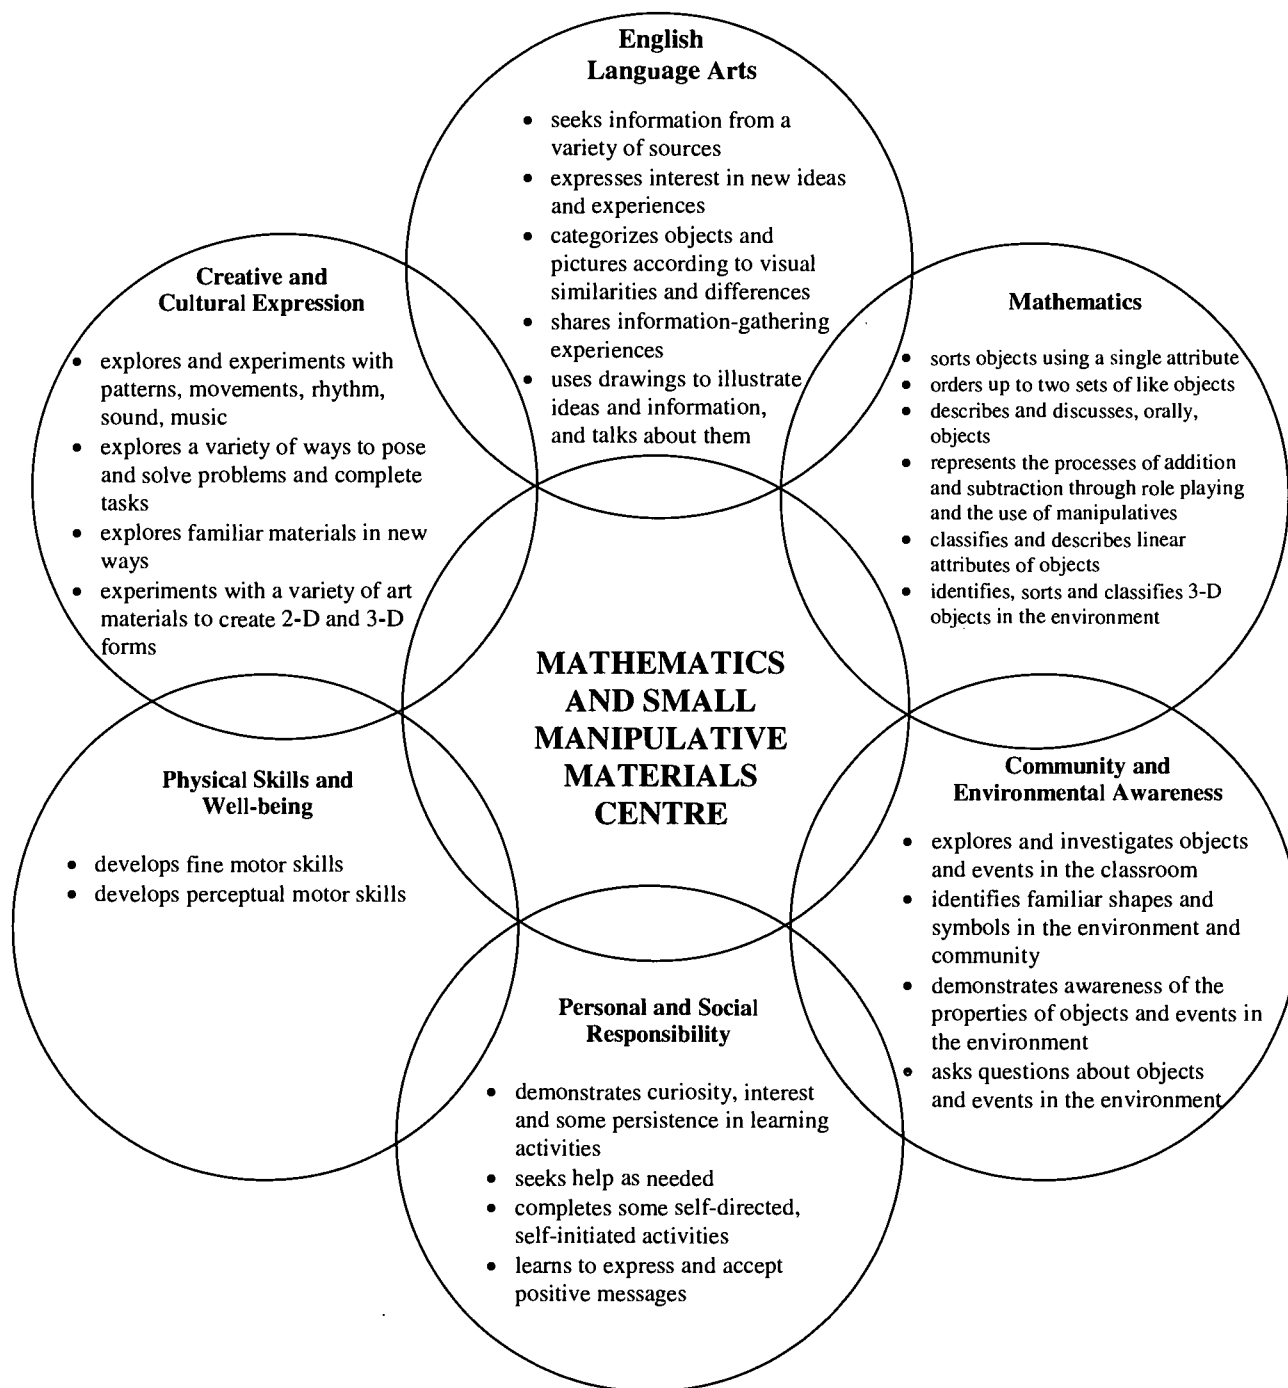 English
Language Arts
• seeks information from a
variety of sources
• expresses interest in new ideas
and experiences
• categorizes objects and
pictures according to visual
similarities and differences
• shares information-gathering
experiences
• uses drawings to illustrate
ideas and information,
and talks about them
Creative and
Cultural Expression
• explores and experiments with
patterns, movements, rhythm,
sound, music
• explores a variety of ways to pose
and solve problems and complete
tasks
• explores familiar materials in new
ways
• experiments with a variety of art
materials to create 2-D and 3-D
forms
Mathematics
• sorts objects using a single attribute
• orders up to two sets of like objects
• describes and discusses, orally,
objects
• represents the processes of addition
and subtraction through role playing
and the use of manipulatives
• classifies and describes linear
attributes of objects
• identifies, sorts and classifies 3-D
objects in the environment
MATHEMATICS
AND SMALL
MANIPULATIVE
MATERIALS
CENTRE
Physical Skills and
Well-being
• develops fine motor skills
• develops perceptual motor skills
Community and
Environmental Awareness
• explores and investigates objects
and events in the classroom
• identifies familiar shapes and
symbols in the environment and
community
• demonstrates awareness of the
properties of objects and events in
the environment
• asks questions about objects
and events in the environment
Personal and Social
Responsibility
• demonstrates curiosity, interest
and some persistence in learning
activities
• seeks help as needed
• completes some self-directed,
self-initiated activities
• learns to express and accept
positive messages